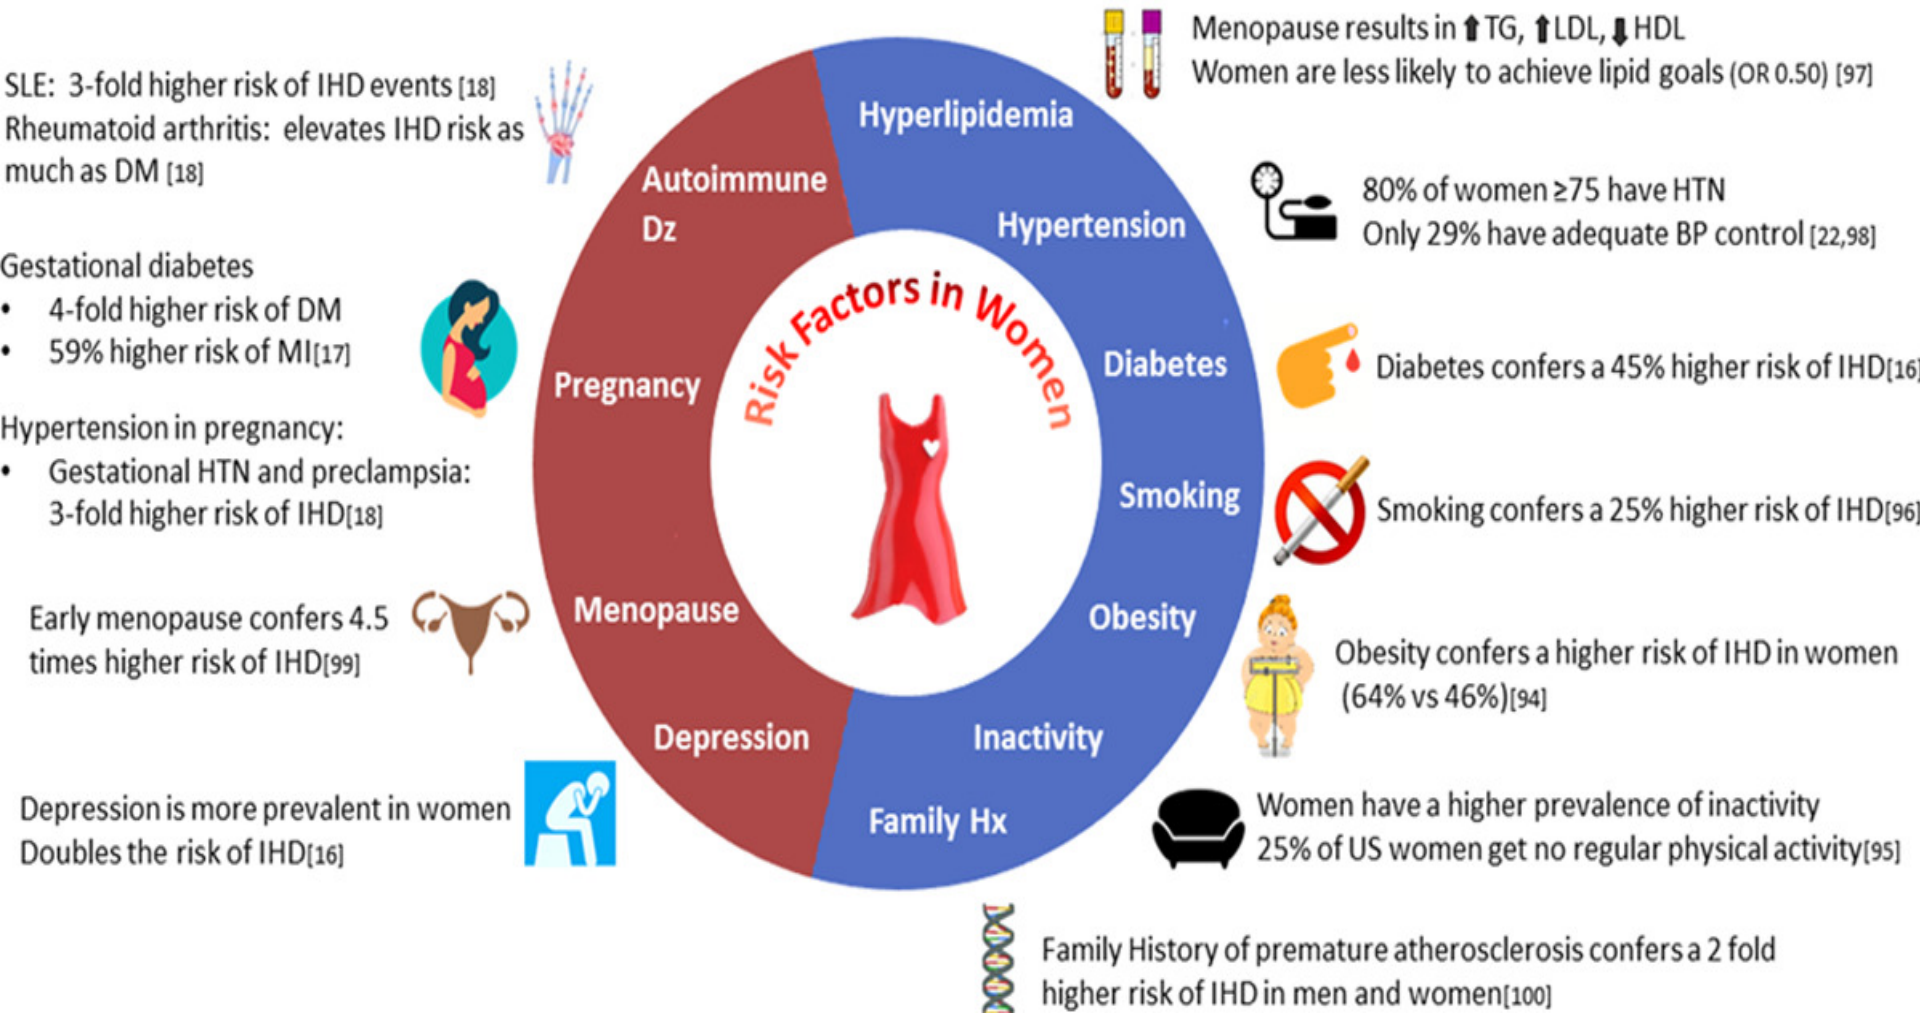 Menopause results in ⬆TG, ⬆LDL,⬇HDL
Women are less likely to achieve lipid goals (OR 0.50) [97]
SLE: 3-fold higher risk of IHD events [18]
Rheumatoid arthritis: elevates IHD risk as
much as DM [18]
Hyperlipidemia
Autoimmune
Dz
Hypertension
80% of women ≥75 have HTN
Only 29% have adequate BP control [22,98]
Gestational diabetes
• 4-fold higher risk of DM
• 59% higher risk of MI[17]
Risk Factors in Women
Pregnancy
Diabetes
Diabetes confers a 45% higher risk of IHD[16]
Hypertension in pregnancy:
• Gestational HTN and preclampsia:
3-fold higher risk of IHD[18]
Smoking
Smoking confers a 25% higher risk of IHD[96]
Early menopause confers 4.5
times higher risk of IHD[99]
Menopause
Obesity
Obesity confers a higher risk of IHD in women
(64% vs 46%)[94]
Depression
Inactivity
Depression is more prevalent in women
Doubles the risk of IHD[16]
Family Hx
Women have a higher prevalence of inactivity
25% of US women get no regular physical activity[95]
Family History of premature atherosclerosis confers a 2 fold
higher risk of IHD in men and women[100]